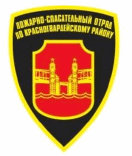 ПОЖАРНО-СПАСАТЕЛЬНЫЙ ОТРЯД
ПО КРАСНОГВАРДЕЙСКОМУ РАЙОНУ